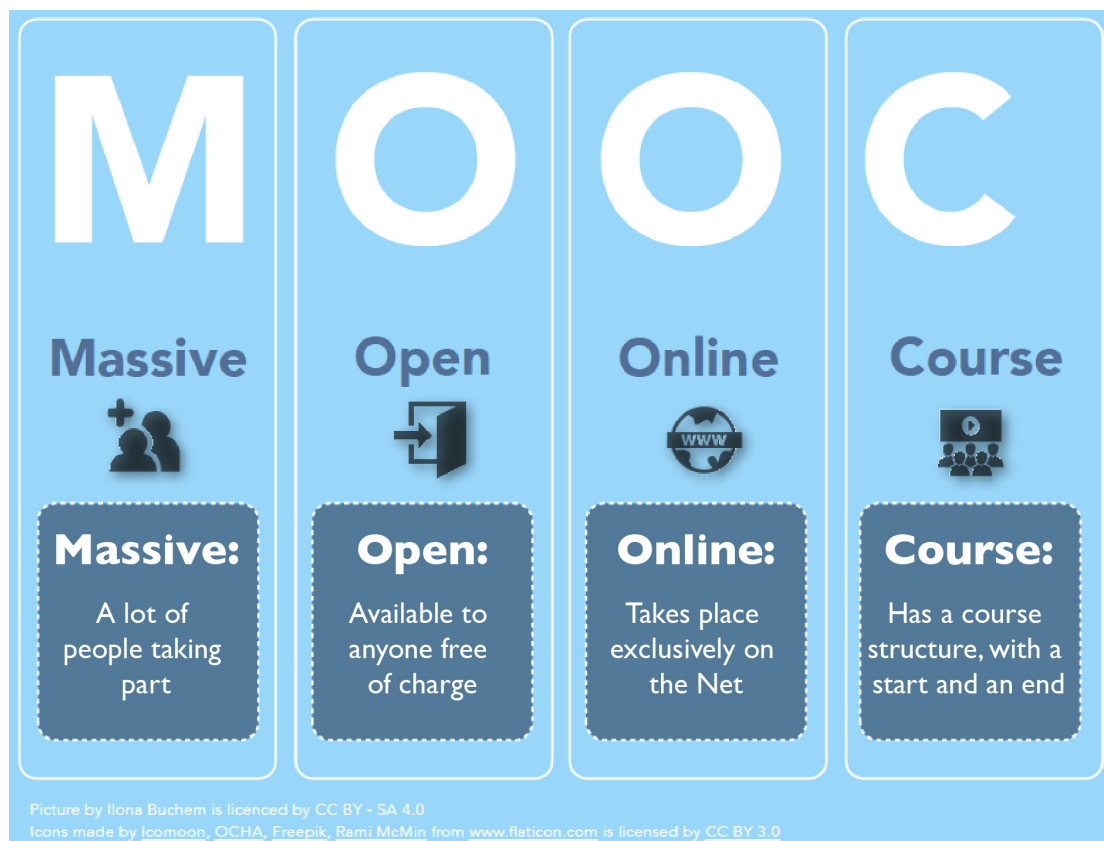 M
Massive
Massive:
A lot of
people taking
part
O
Open
Open:
Available to
anyone free
of charge
O
Online
WWW
Online:
Takes place
exclusively on
the Net
C
Course
Course:
Has a course
structure, with a
start and an end
Picture by Ilona Buchem is licenced by CC BY - SA 4.0
Icons made by Icomoon, OCHA, Freepik, Rami McMin from www.flaticon.com is licensed by CC BY 3.0